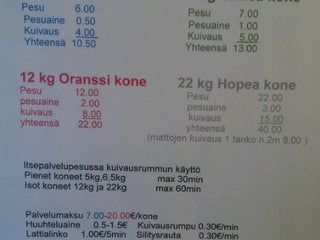 kone
Pesu 6.00
Pesuaine 0.50
Kuivaus 4.00
Yhteensä 10.50
Pesu 7.00
Pesuaine 1.00
Kuivaus 5.00
Yhteensä 13.00
12 kg Oranssi kone
Pesu 12.00
pesuaine 2.00
kuivaus 8.00
yhteensä 22.00
22 kg Hopea kone
Pesu 22.00
pesuaine 3.00
kuivaus 15.00
yhteensä 40.00
(mattojen kuivaus 1 tanko n.2m 8.00 )
Itsepalvelupesussa kuivausrummun käyttö
Pienet koneet 5kg,6,5kg max 30min
Isot koneet 12kg ja 22kg max 60min
Palvelumaksu 7.00-20.00€/kone
Huuhteluaine 0.5-1.5€ Kuivausrumpu 0.30€/min
Lattialinko 1.00€/5min Silitysrauta 0.30€/min